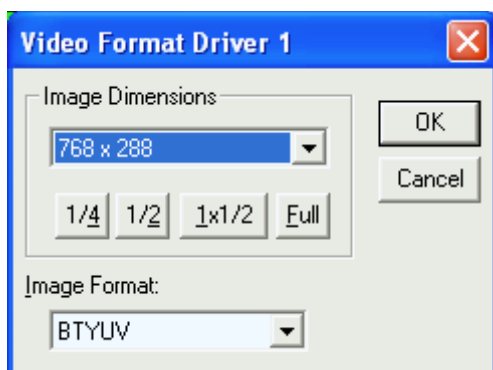 Video Format Driver 1
Image Dimensions
768 x 288
OK
Cancel
1/4 1/2 1x1/2 Full
Image Format:
BTYUV